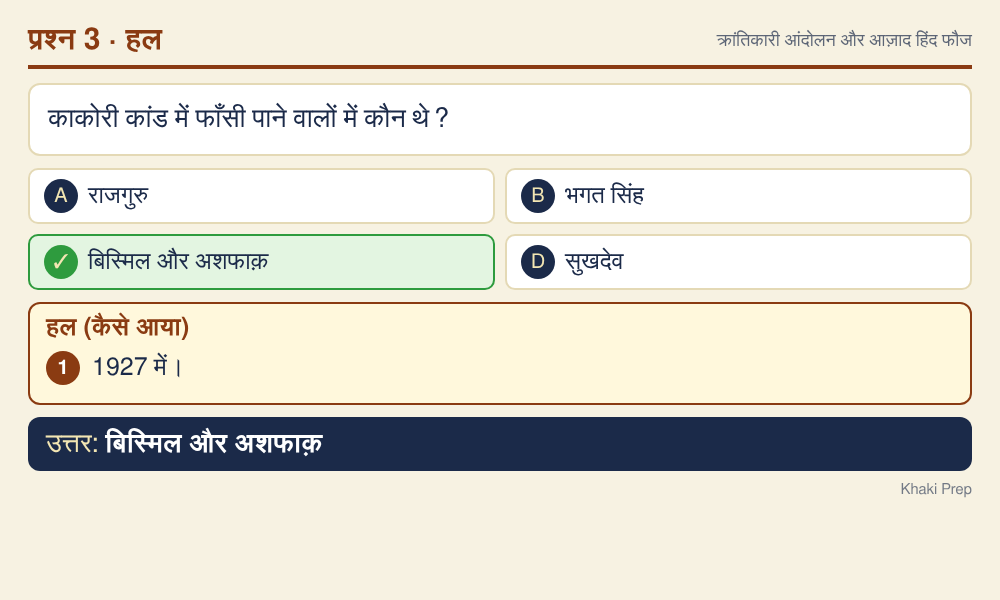 प्रश्न 3 · हल
क्रांतिकारी आंदोलन और आज़ाद हिंद फौज
काकोरी कांड में फाँसी पाने वालों में कौन थे ?
A राजगुरु
B भगत सिंह
✓ बिस्मिल और अशफाक़
D सुखदेव
हल (कैसे आया)
1 1927 में।
उत्तर: बिस्मिल और अशफाक़
Khaki Prep